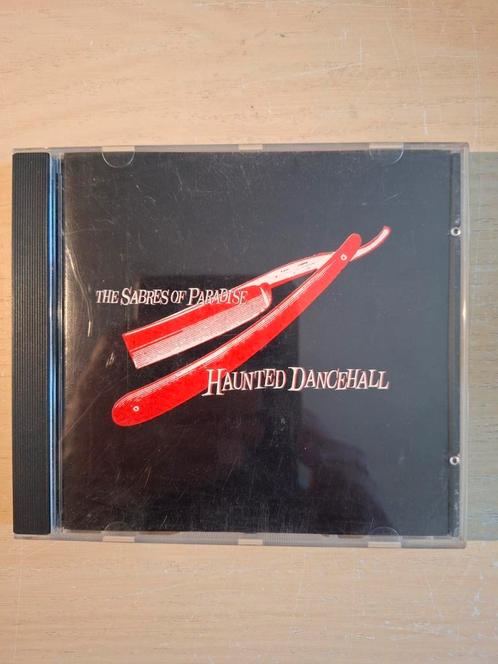 THE SABRES OF PARADISE
HAUNTED DANCEHALL